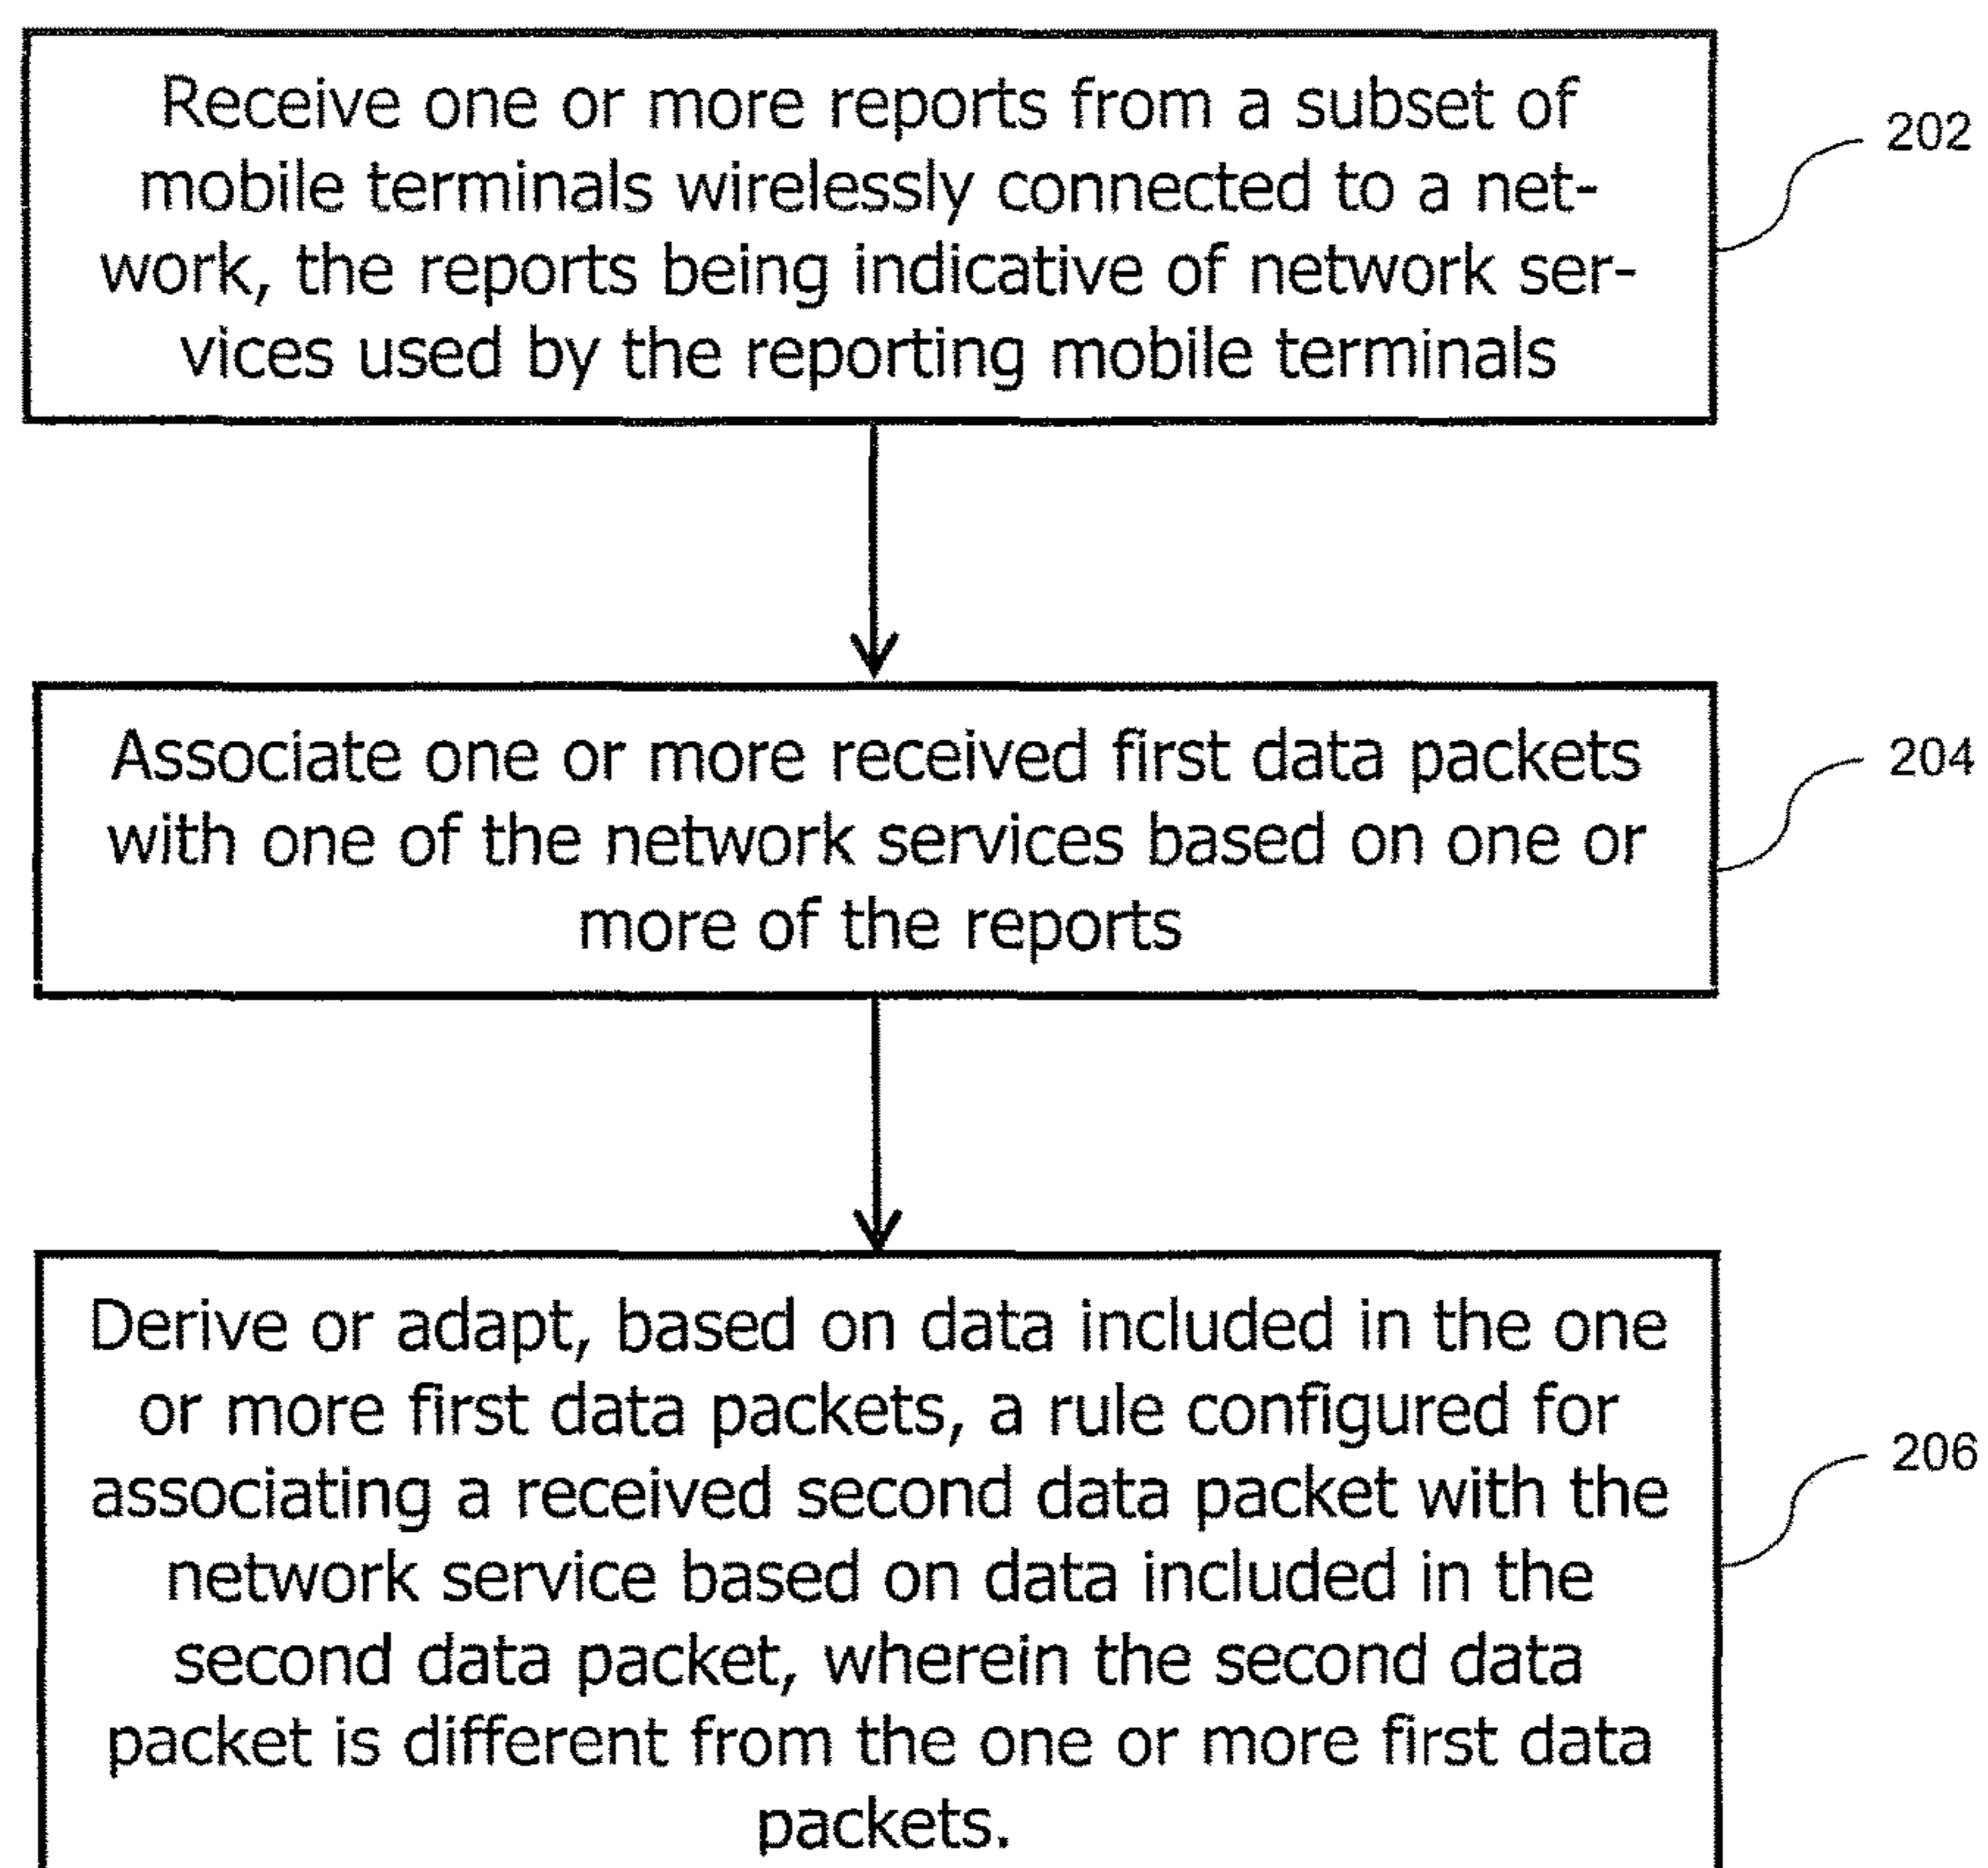 Receive one or more reports from a subset of
mobile terminals wirelessly connected to a net-
work, the reports being indicative of network ser-
vices used by the reporting mobile terminals
202
Associate one or more received first data packets
with one of the network services based on one or
more of the reports
204
Derive or adapt, based on data included in the one
or more first data packets, a rule configured for
associating a received second data packet with the
network service based on data included in the
second data packet, wherein the second data
packet is different from the one or more first data
packets.
206